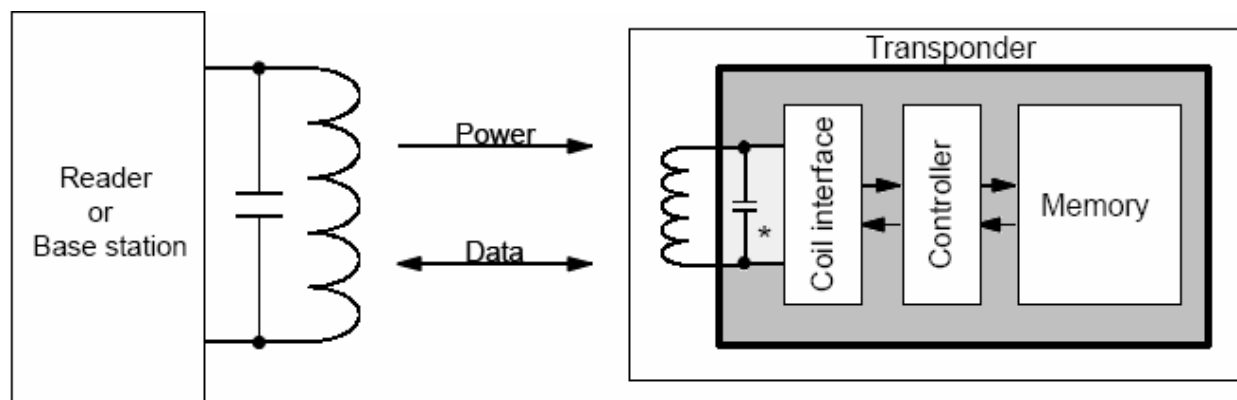 Reader
or
Base station
Power
Data
Transponder
*
Coil interface
Controller
Memory